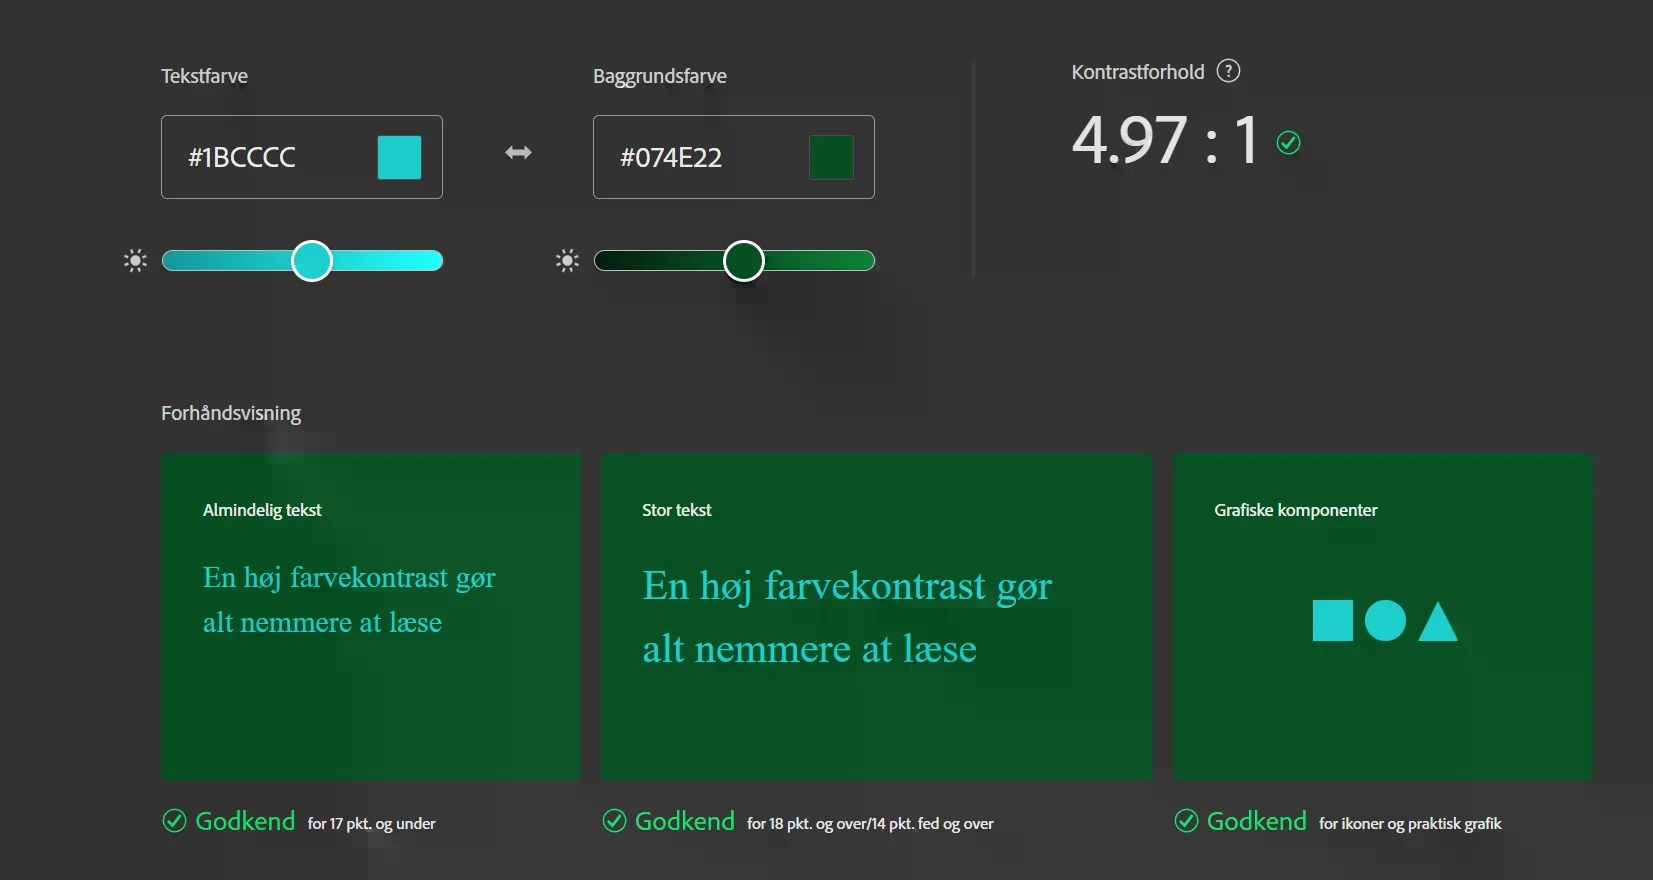 Tekstfarve
#1BCCCC
Baggrundsfarve
#074E22
Kontrastforhold ?
4.97 : 1
Forhåndsvisning
Almindelig tekst
En høj farvekontrast gør
alt nemmere at læse
Godkend for 17 pkt. og under
Stor tekst
En høj farvekontrast gør
alt nemmere at læse
Godkend for 18 pkt. og over/14 pkt. fed og over
Grafiske komponenter
Godkend for ikoner og praktisk grafik